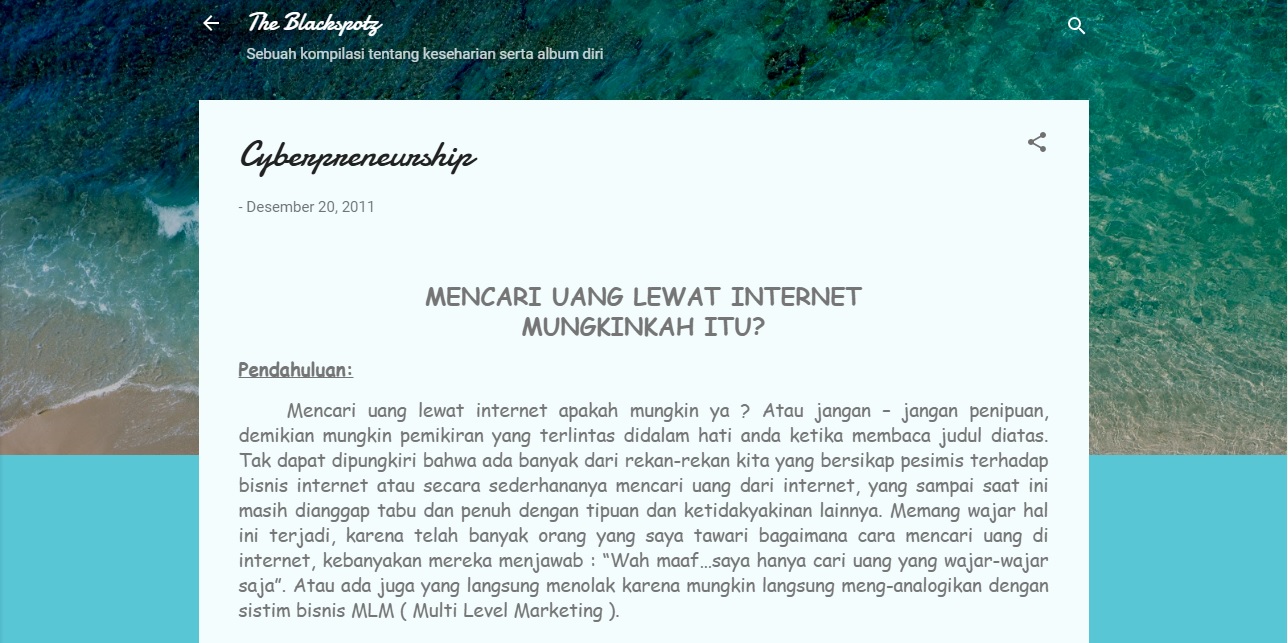 The Blackspotz
Sebuah kompilasi tentang keseharian serta album diri
Cyberpreneurship
- Desember 20, 2011
MENCARI UANG LEWAT INTERNET
MUNGKINKAH ITU?
Pendahuluan:
Mencari uang lewat internet apakah mungkin ya ? Atau jangan – jangan penipuan,
demikian mungkin pemikiran yang terlintas didalam hati anda ketika membaca judul diatas.
Tak dapat dipungkiri bahwa ada banyak dari rekan-rekan kita yang bersikap pesimis terhadap
bisnis internet atau secara sederhananya mencari uang dari internet, yang sampai saat ini
masih dianggap tabu dan penuh dengan tipuan dan ketidakyakinan lainnya. Memang wajar hal
ini terjadi, karena telah banyak orang yang saya tawari bagaimana cara mencari uang di
internet, kebanyakan mereka menjawab : “Wah maaf…saya hanya cari uang yang wajar-wajar
saja”. Atau ada juga yang langsung menolak karena mungkin langsung meng-analogikan dengan
sistim bisnis MLM ( Multi Level Marketing ).